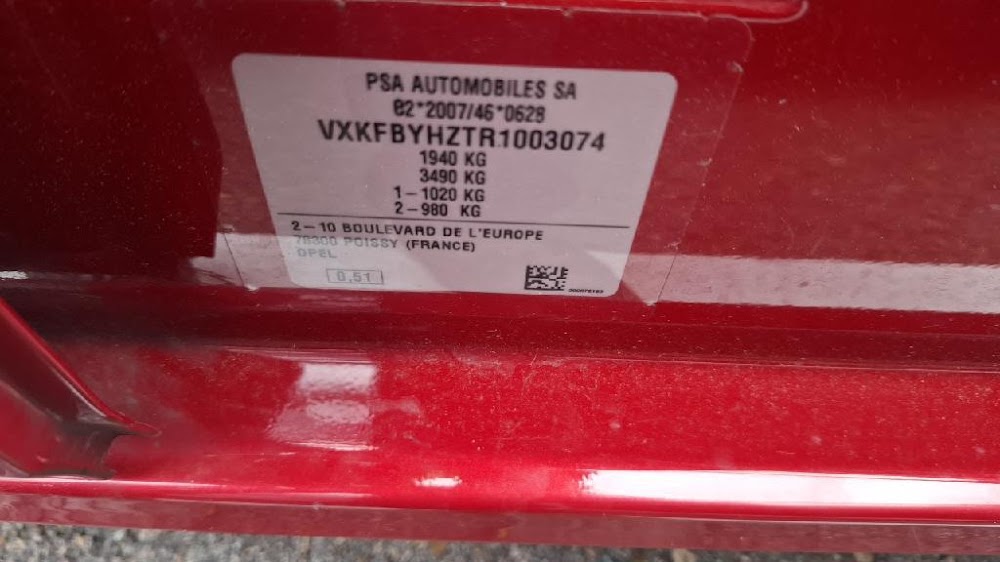 PSA AUTOMOBILES SA
e2*2007/46*0628
VXKFBYHZTR1003074
1940 KG
3490 KG
1-1020 KG
2-980 KG
2-10 BOULEVARD DE L'EUROPE
78300 POISSY (FRANCE)
OPEL
0,51